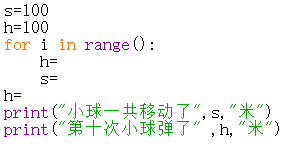 s=100
h=100
for i in range():
    h=
    s=
h=
print("小球一共移动了",s,"米")
print("第十次小球弹了" ,h,"米")